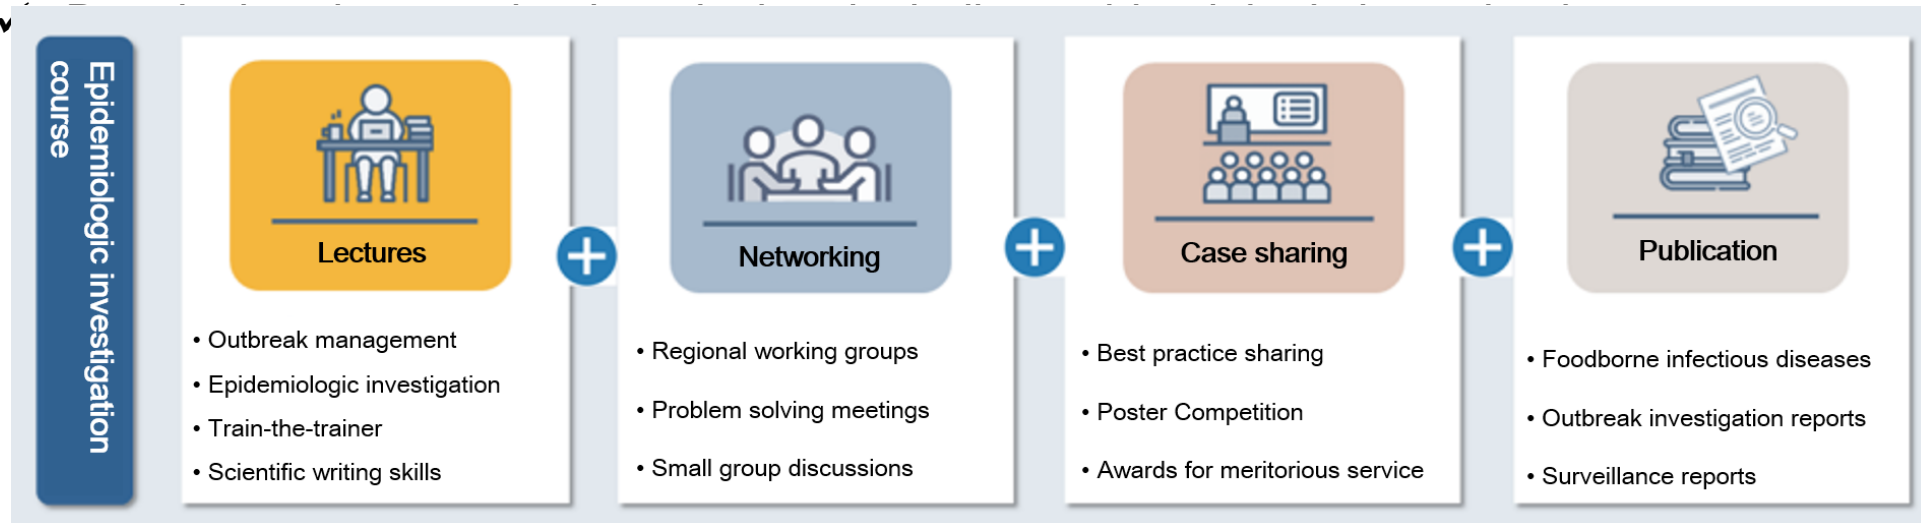 Epidemiologic investigation
course
Lectures
• Outbreak management
• Epidemiologic investigation
• Train-the-trainer
• Scientific writing skills
Networking
• Regional working groups
• Problem solving meetings
• Small group discussions
Case sharing
• Best practice sharing
• Poster Competition
• Awards for meritorious service
Publication
• Foodborne infectious diseases
• Outbreak investigation reports
• Surveillance reports